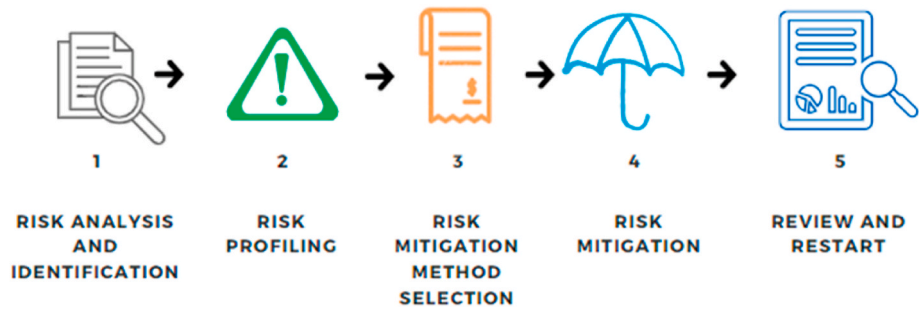 $
1
2
3
4
5
RISK ANALYSIS
AND
IDENTIFICATION
RISK
PROFILING
RISK
MITIGATION
METHOD
SELECTION
RISK
MITIGATION
REVIEW AND
RESTART